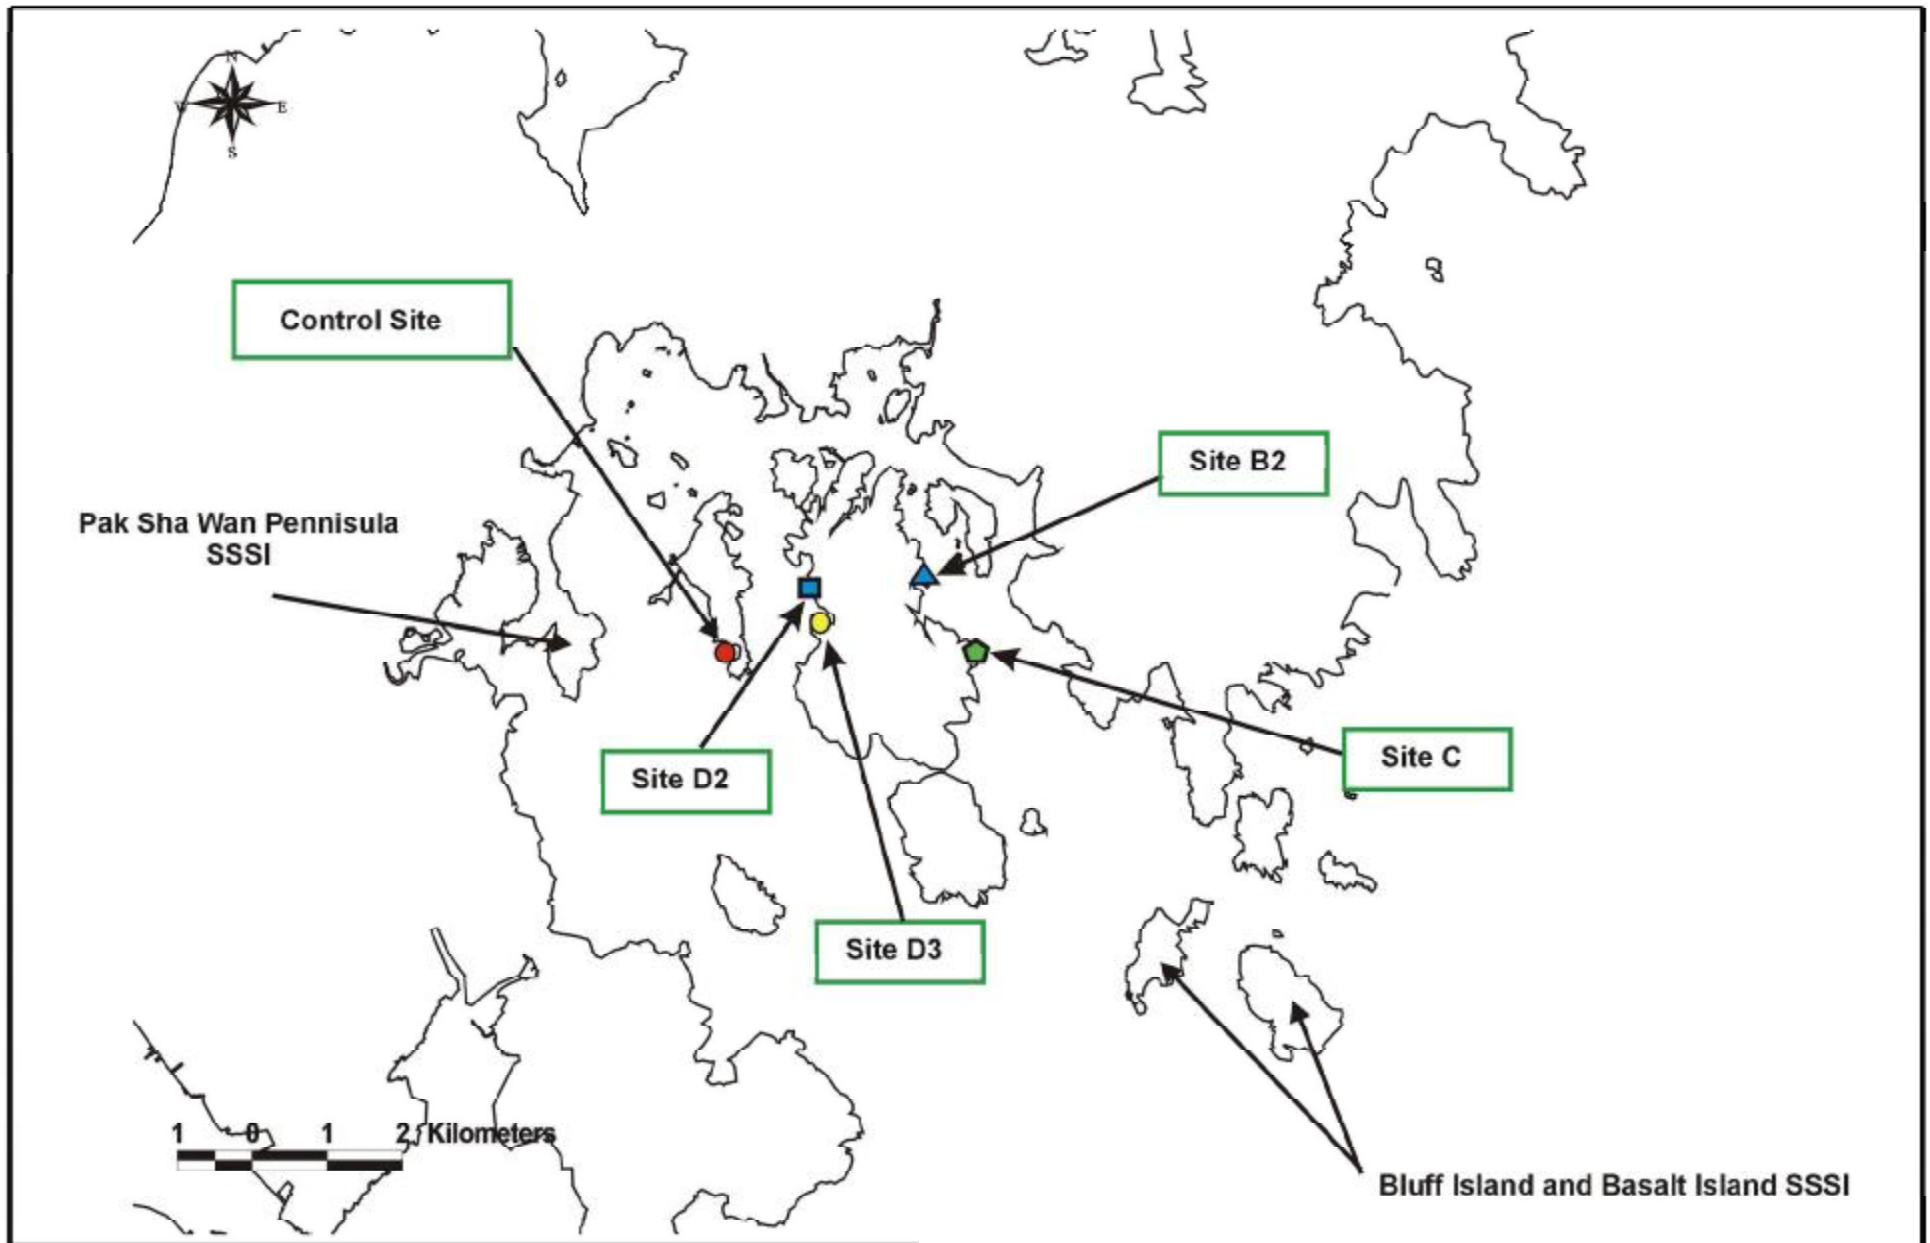 N
W E
S
Control Site
Site B2
Pak Sha Wan Pennisula
SSSI
Site C
Site D2
Site D3
1 0 1 2 Kilometers
Bluff Island and Basalt Island SSSI